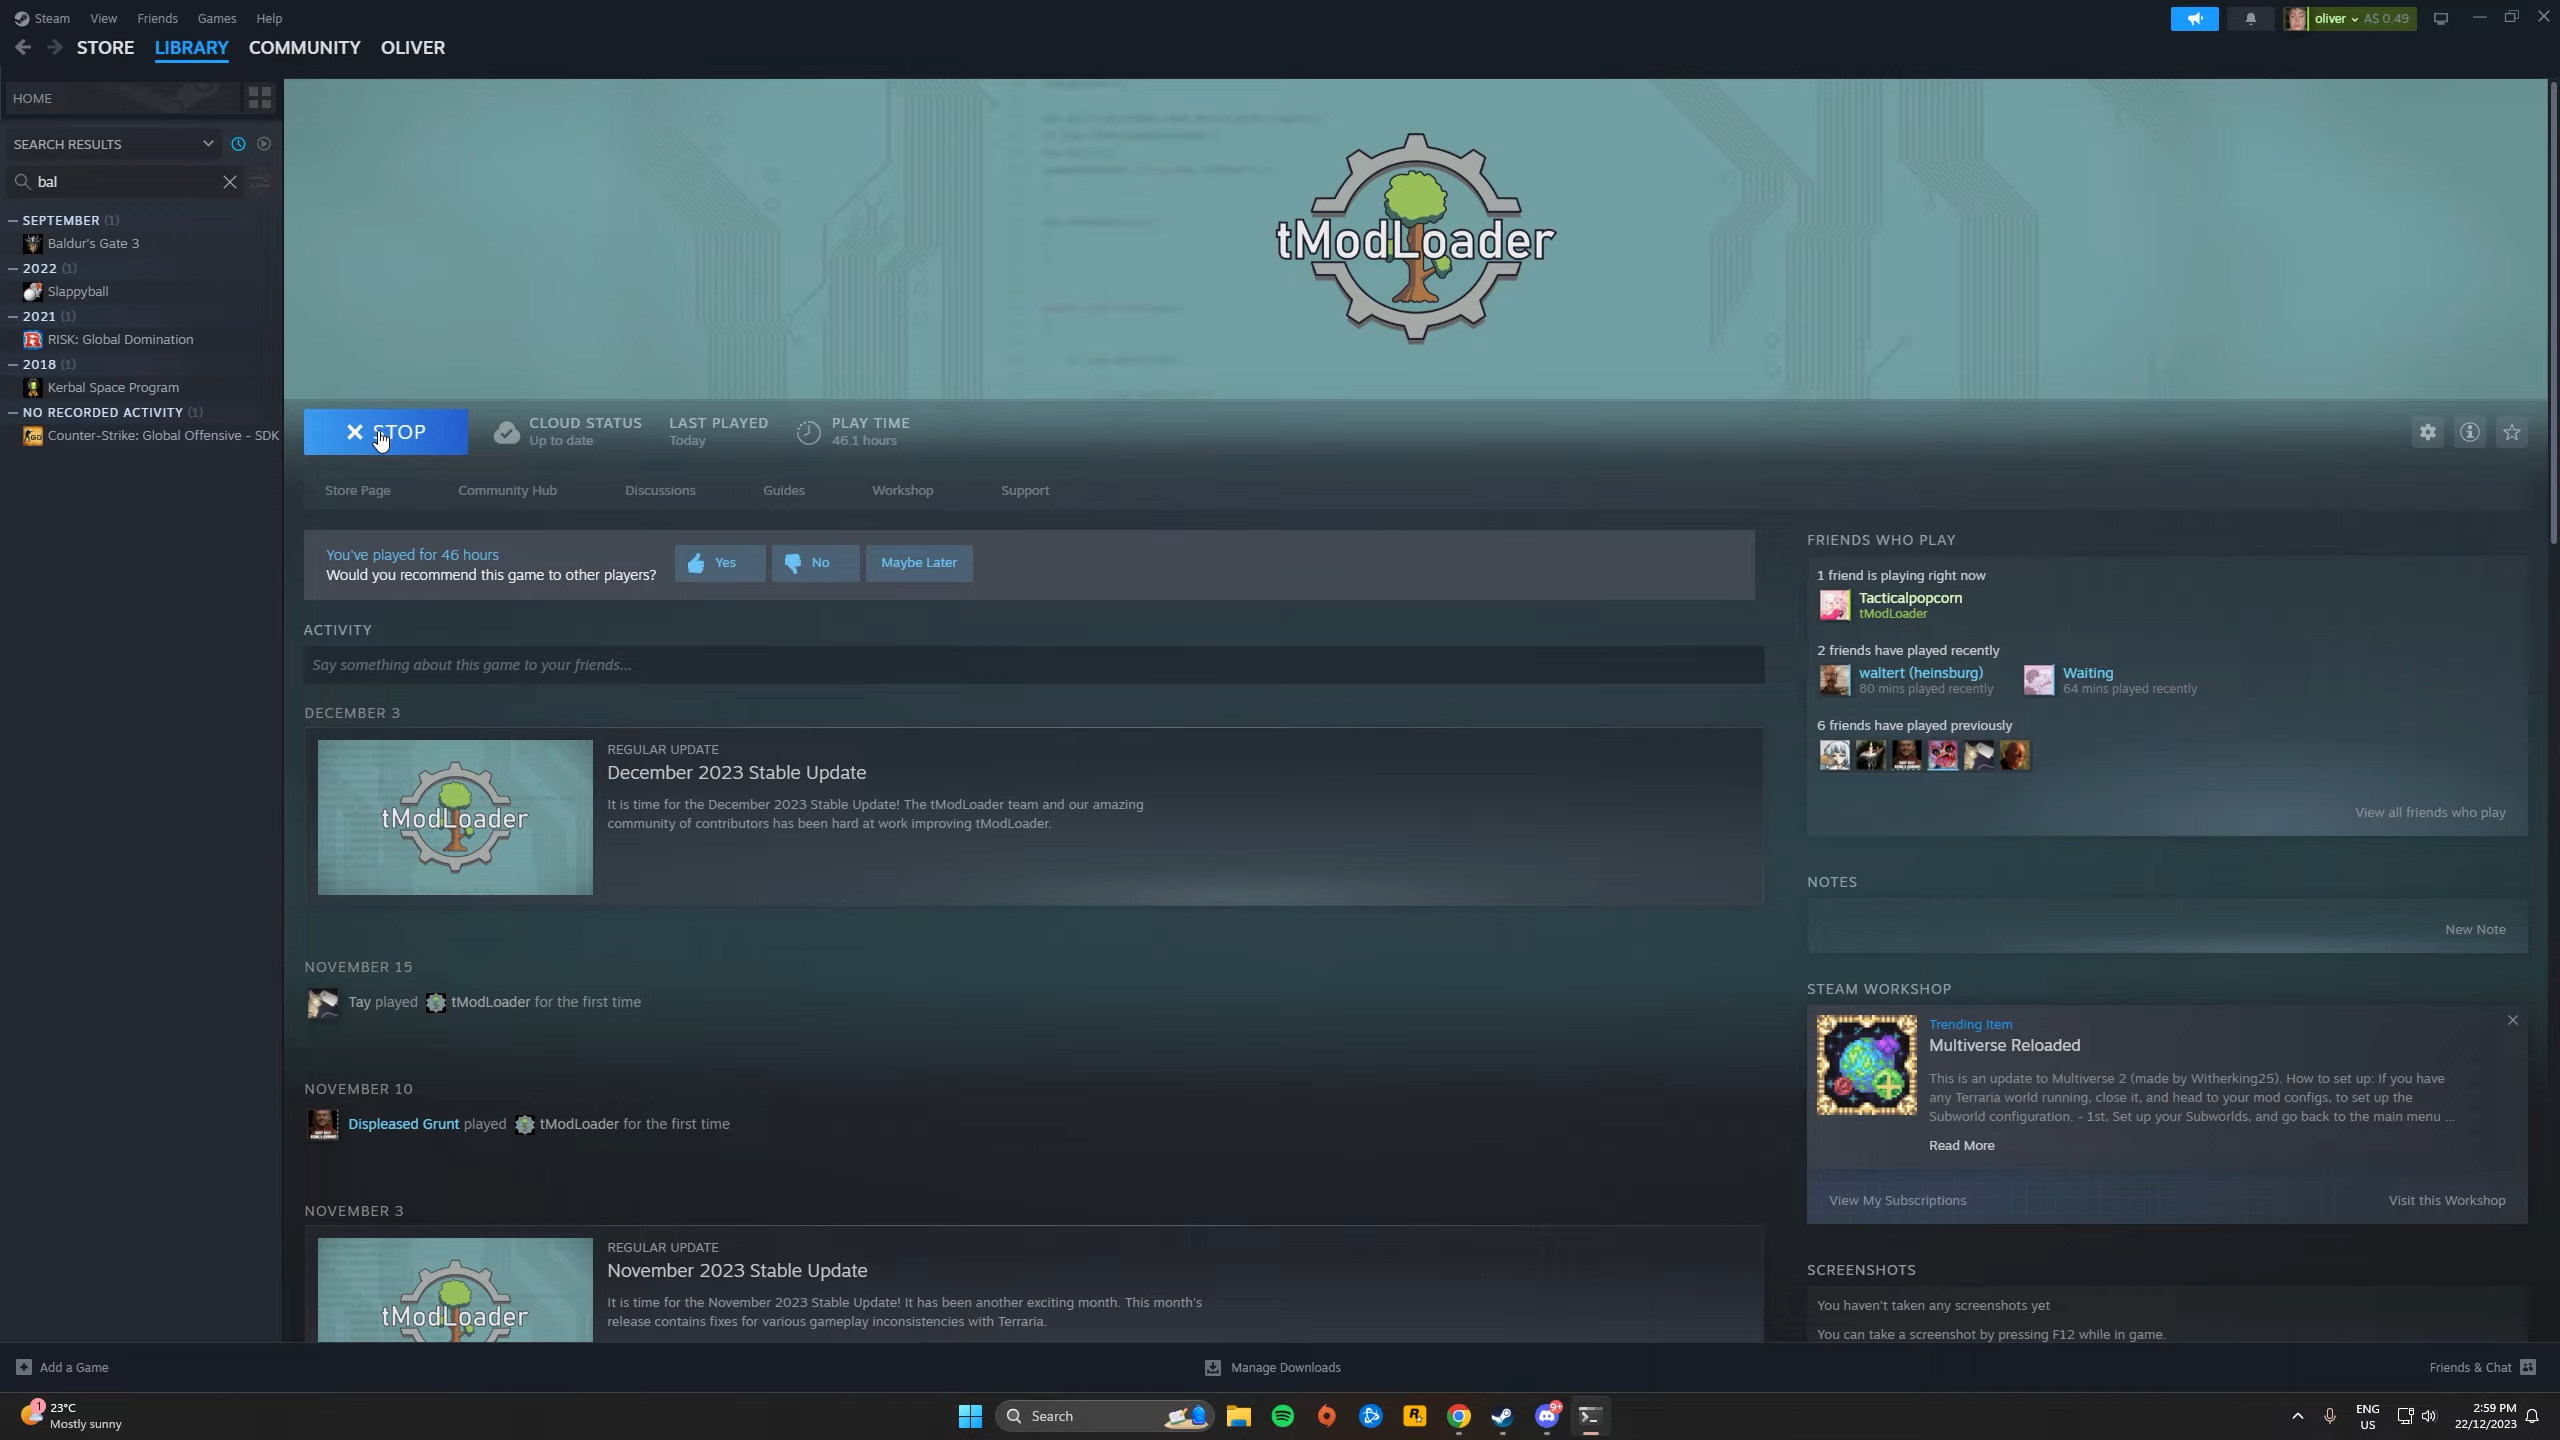 Steam View Friends Games Help
oliver A$ 0.49
STORE LIBRARY COMMUNITY OLIVER
HOME
SEARCH RESULTS
bal
SEPTEMBER (1)
Baldur's Gate 3
2022 (1)
Slappyball
2021 (1)
RISK: Global Domination
2018 (1)
Kerbal Space Program
NO RECORDED ACTIVITY (1)
Counter-Strike: Global Offensive - SDK
tModLoader
STOP
CLOUD STATUS
Up to date
LAST PLAYED
Today
PLAY TIME
46.1 hours
Store Page Community Hub Discussions Guides Workshop Support
You've played for 46 hours
Would you recommend this game to other players?
Yes No Maybe Later
ACTIVITY
Say something about this game to your friends...
DECEMBER 3
tModLoader
REGULAR UPDATE
December 2023 Stable Update
It is time for the December 2023 Stable Update! The tModLoader team and our amazing
community of contributors has been hard at work improving tModLoader.
NOVEMBER 15
Tay played tModLoader for the first time
NOVEMBER 10
Displeased Grunt played tModLoader for the first time
NOVEMBER 3
tModLoader
REGULAR UPDATE
November 2023 Stable Update
It is time for the November 2023 Stable Update! It has been another exciting month. This month's
release contains fixes for various gameplay inconsistencies with Terraria.
FRIENDS WHO PLAY
1 friend is playing right now
Tacticalpopcorn
tModLoader
2 friends have played recently
waltert (heinsburg)
80 mins played recently
Waiting
64 mins played recently
6 friends have played previously
View all friends who play
NOTES
New Note
STEAM WORKSHOP
Trending Item
Multiverse Reloaded
This is an update to Multiverse 2 (made by Witherking25). How to set up: If you have
any Terraria world running, close it, and head to your mod configs, to set up the
Subworld configuration. - 1st, Set up your Subworlds, and go back to the main menu ...
Read More
View My Subscriptions Visit this Workshop
SCREENSHOTS
You haven't taken any screenshots yet
You can take a screenshot by pressing F12 while in game.
Add a Game
Manage Downloads
Friends & Chat
1
23°C
Mostly sunny
Search
9+
ENG
US
2:59 PM
22/12/2023